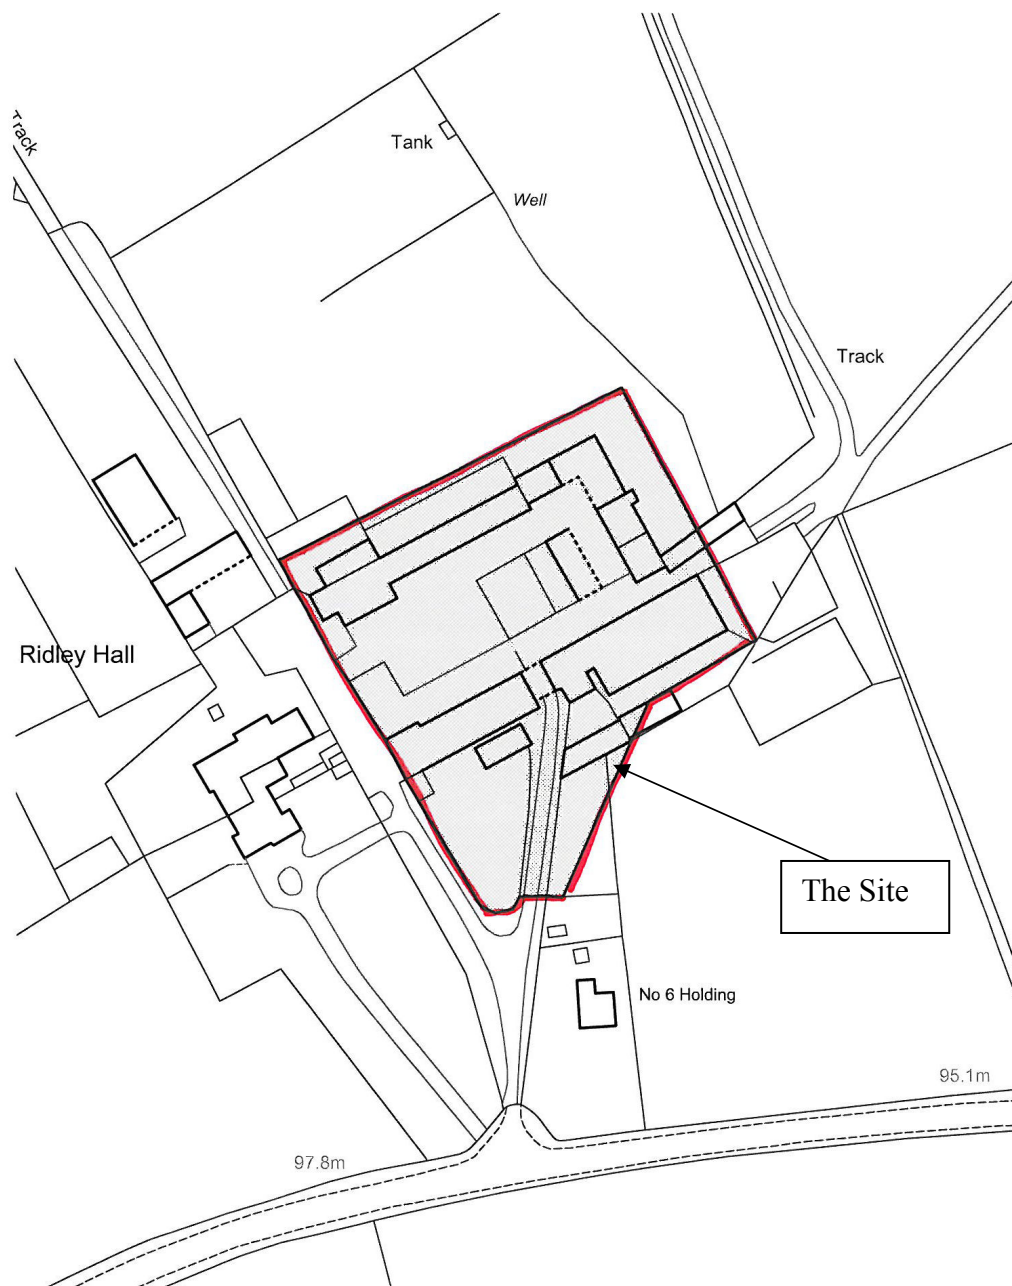 Track
Tank
Well
Track
Ridley Hall
The Site
No 6 Holding
95.1m
97.8m